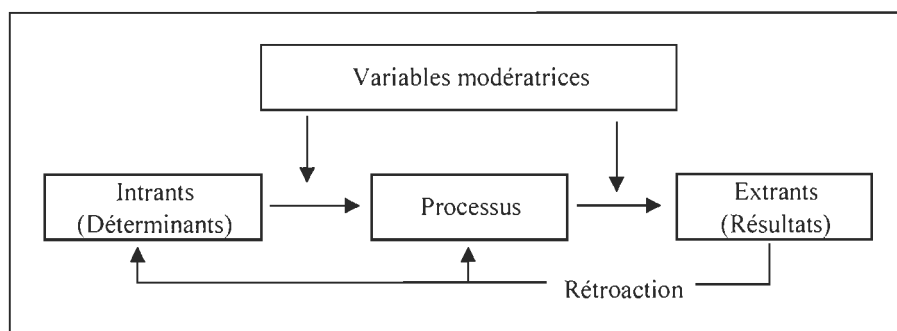 Variables modératrices
Intrants
(Déterminants)
Processus
Extrants
(Résultats)
Rétroaction